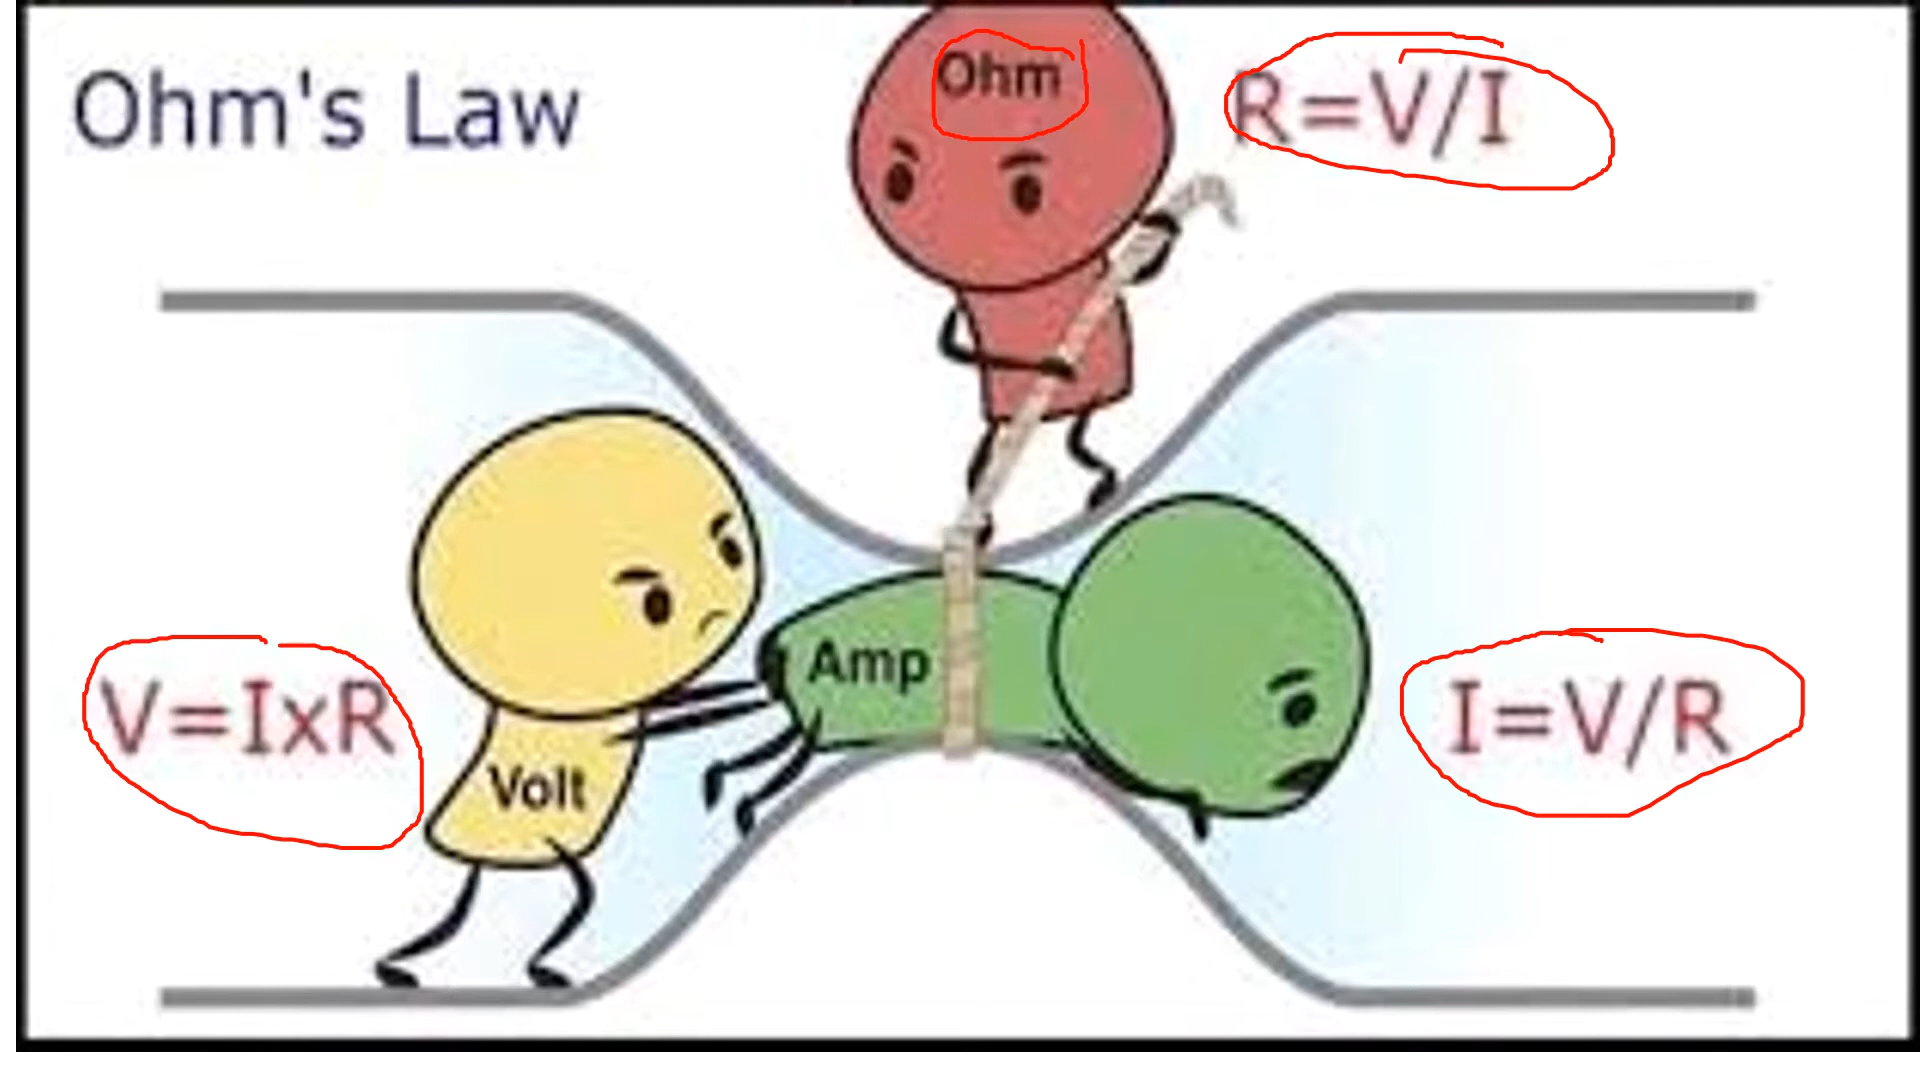 Ohm's Law
Ohm
R=V/I
Amp
V=IxR
I=V/R
Volt